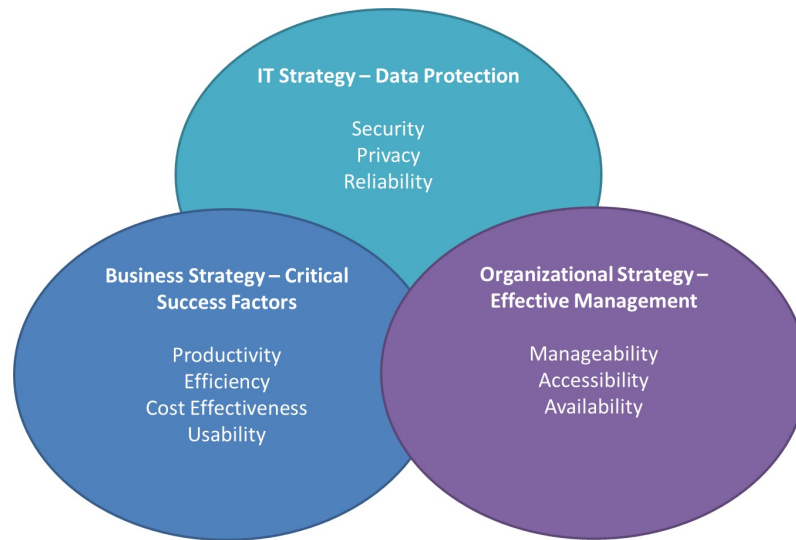 IT Strategy – Data Protection
Security
Privacy
Reliability
Business Strategy – Critical
Success Factors
Productivity
Efficiency
Cost Effectiveness
Usability
Organizational Strategy –
Effective Management
Manageability
Accessibility
Availability